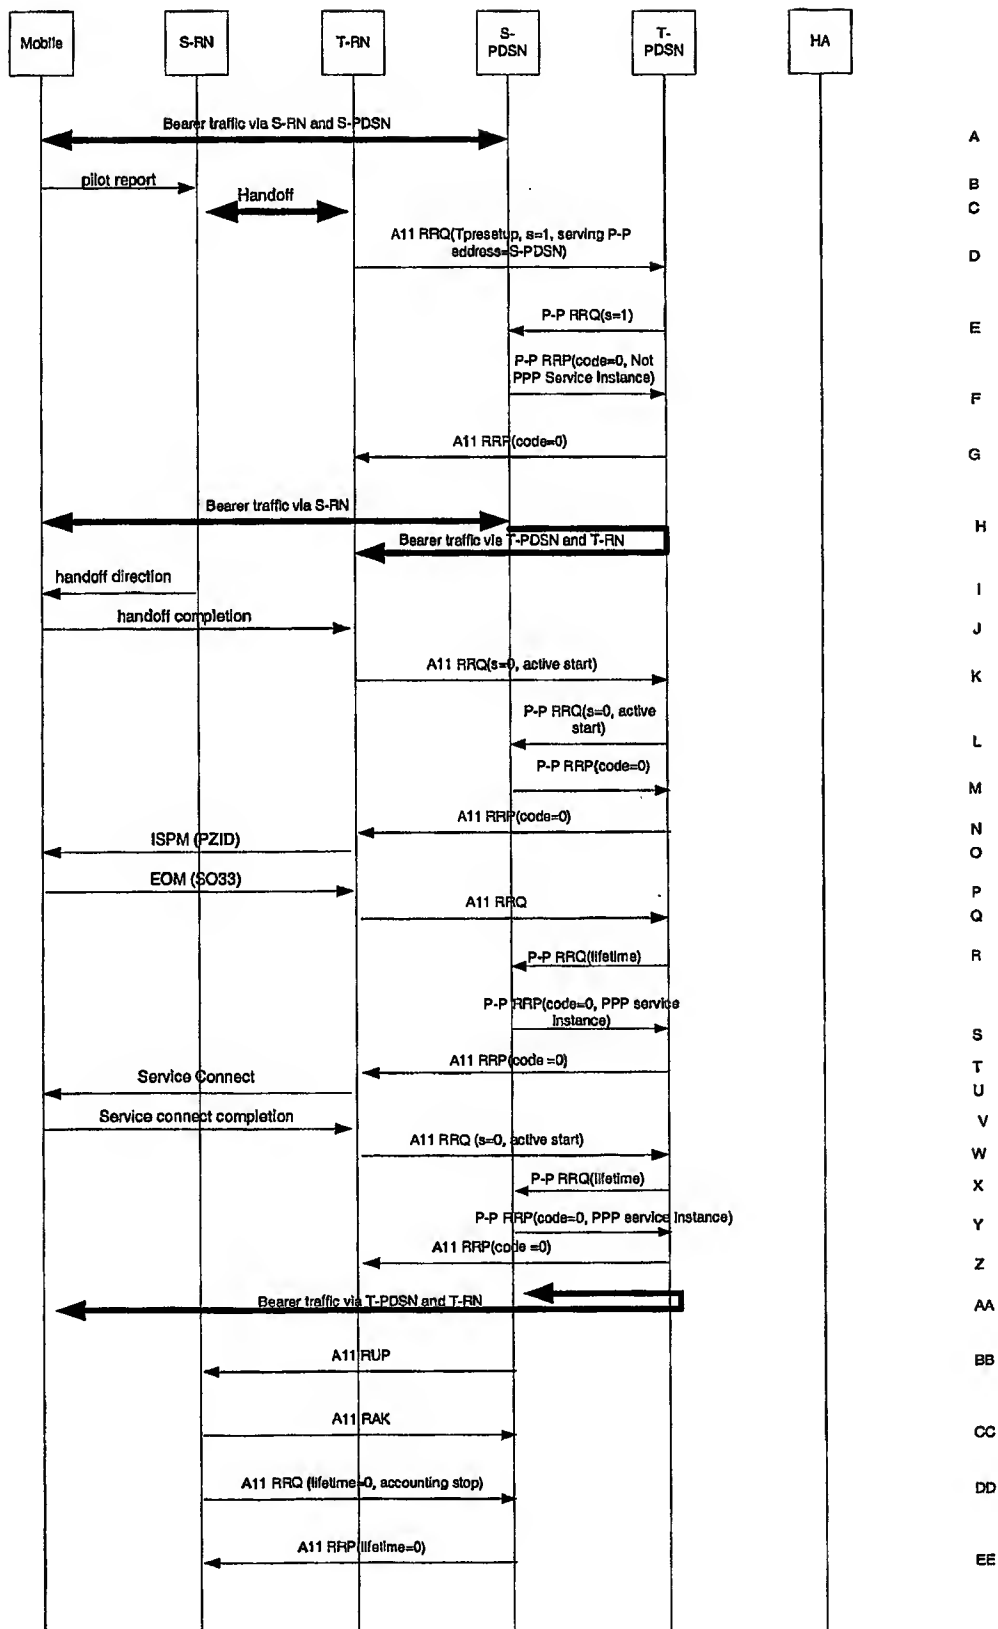 Mobile
S-RN
T-RN
S-
PDSN
T-
PDSN
HA
Bearer traffic via S-RN and S-PDSN
A
pilot report
B
Handoff
C
A11 RRQ(Tpresetup, s=1, serving P-P
address=S-PDSN)
D
P-P RRQ(s=1)
E
P-P RRP(code=0, Not
PPP Service Instance)
F
A11 RRP(code=0)
G
Bearer traffic via S-RN
H
Bearer traffic via T-PDSN and T-RN
handoff direction
I
handoff completion
J
A11 RRQ(s=0, active start)
K
P-P RRQ(s=0, active
start)
L
P-P RRP(code=0)
M
A11 RRP(code=0)
N
ISPM (PZID)
O
EOM (SO33)
P
A11 RRQ
Q
P-P RRQ(lifetime)
R
P-P RRP(code=0, PPP service
Instance)
S
A11 RRP(code =0)
T
Service Connect
U
Service connect completion
V
A11 RRQ (s=0, active start)
W
P-P RRQ(lifetime)
X
P-P RRP(code=0, PPP service Instance)
Y
A11 RRP(code =0)
Z
Bearer traffic via T-PDSN and T-RN
AA
A11 RUP
BB
A11 RAK
CC
A11 RRQ (lifetime=0, accounting stop)
DD
A11 RRP(lifetime=0)
EE